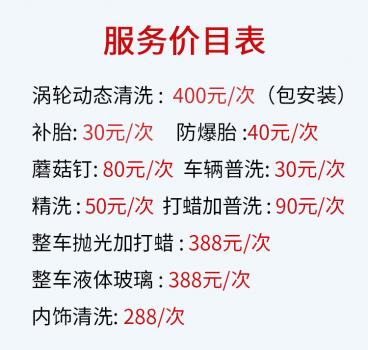 服务价目表
涡轮动态清洗： 400元/次（包安装）
补胎: 30元/次 防爆胎 :40元/次
蘑菇钉: 80元/次 车辆普洗: 30元/次
精洗 : 50元/次 打蜡加普洗 : 90元/次
整车抛光加打蜡 : 388元/次
整车液体玻璃 : 388元/次
内饰清洗: 288/次